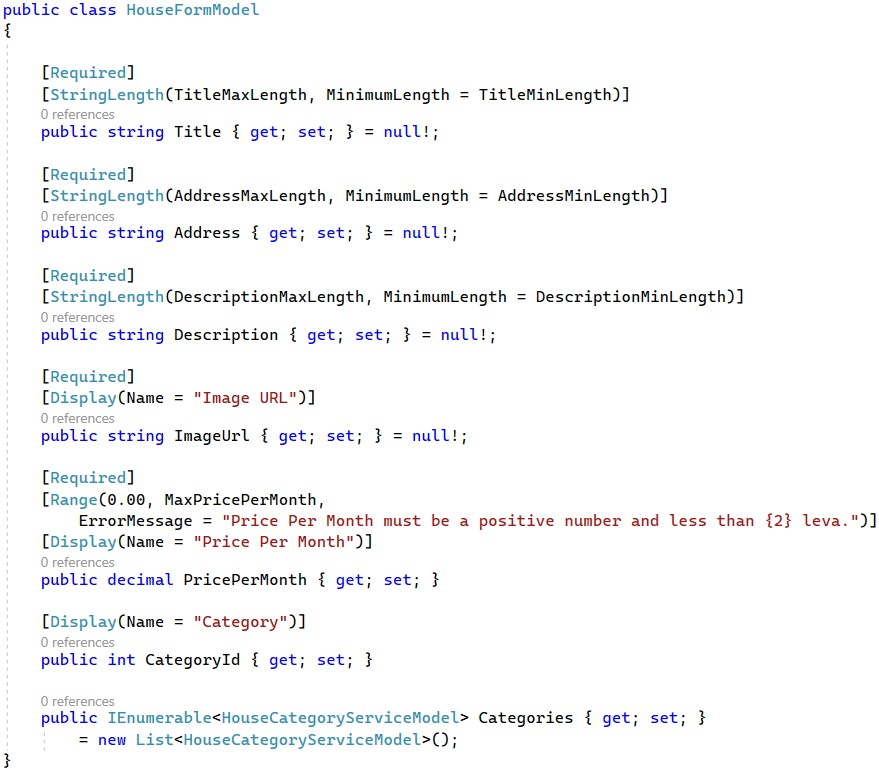 public class HouseFormModel
{
[Required]
[StringLength(TitleMaxLength, MinimumLength = TitleMinLength)]
0 references
public string Title { get; set; } = null!;
[Required]
[StringLength(AddressMaxLength, MinimumLength = AddressMinLength)]
0 references
public string Address { get; set; } = null!;
[Required]
[StringLength(DescriptionMaxLength, MinimumLength = DescriptionMinLength)]
0 references
public string Description { get; set; } = null!;
[Required]
[Display(Name = "Image URL")]
0 references
public string ImageUrl { get; set; } = null!;
[Required]
[Range(0.00, MaxPricePerMonth,
ErrorMessage = "Price Per Month must be a positive number and less than {2} leva.")]
[Display(Name = "Price Per Month")]
0 references
public decimal PricePerMonth { get; set; }
[Display(Name = "Category")]
0 references
public int CategoryId { get; set; }
0 references
public IEnumerable<HouseCategoryServiceModel> Categories { get; set; }
= new List<HouseCategoryServiceModel>();
}